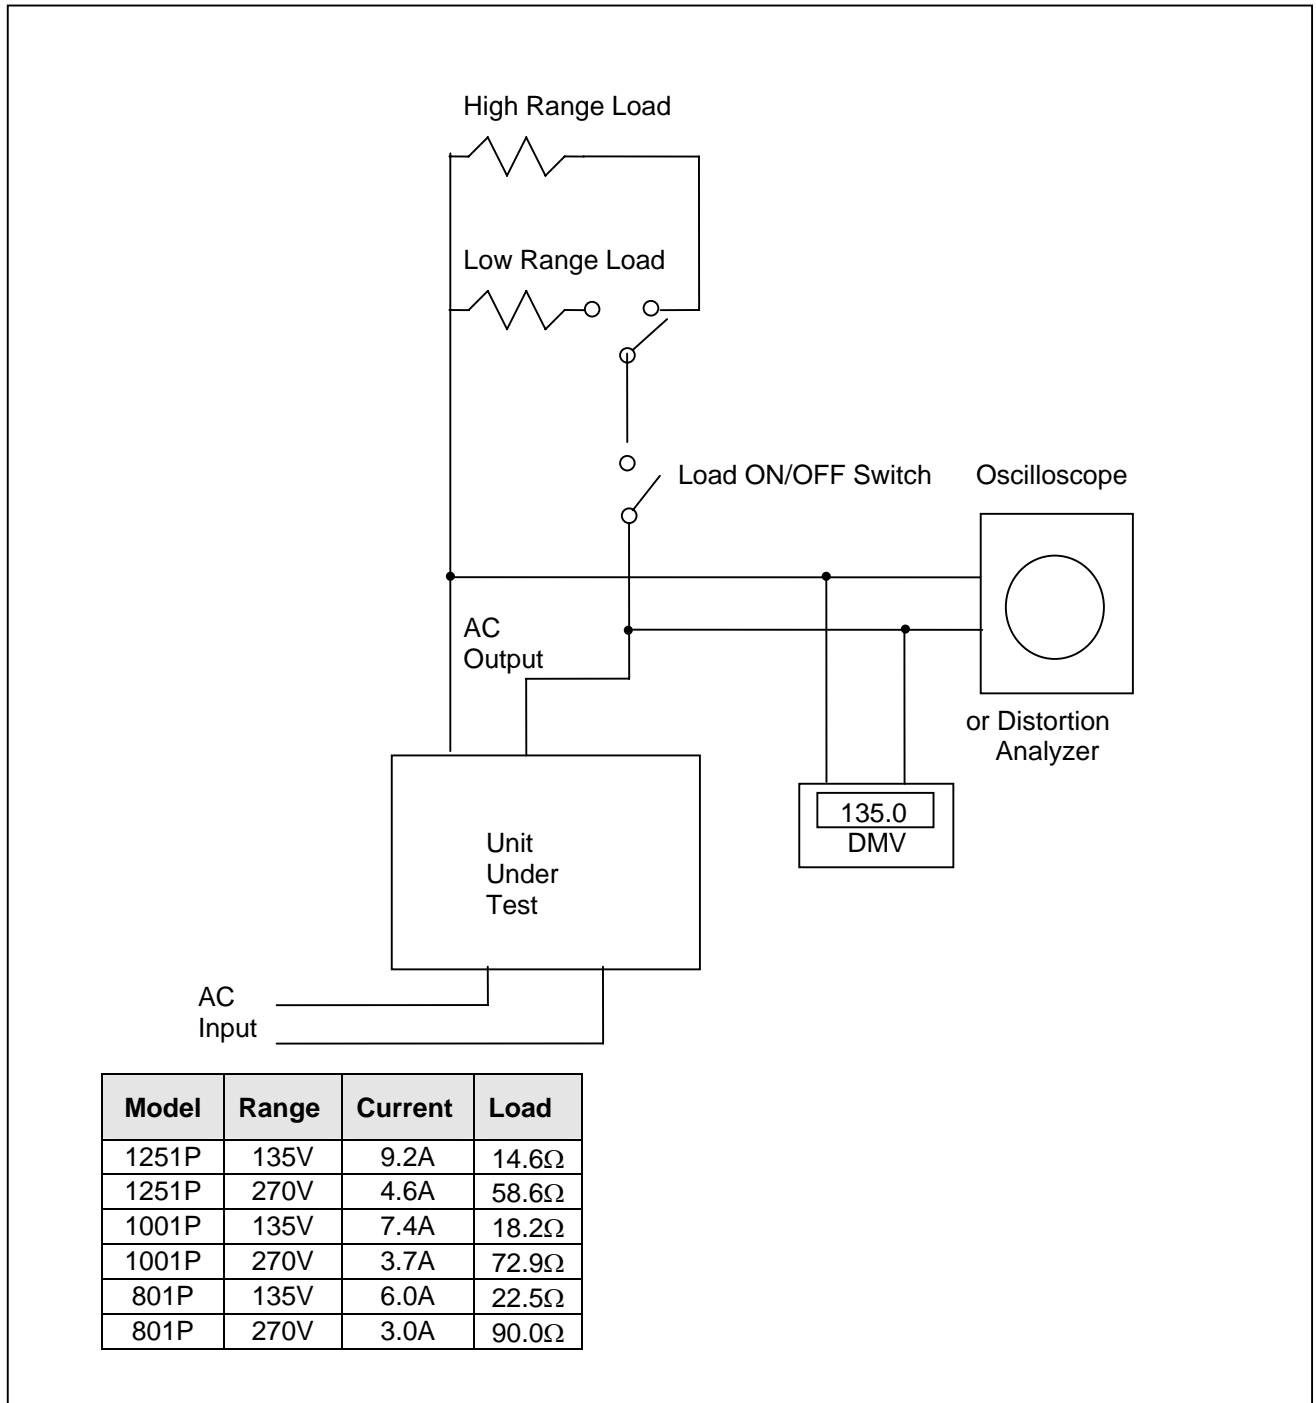 High Range Load
Low Range Load
Load ON/OFF Switch
Oscilloscope
AC
Output
or Distortion
Analyzer
135.0
DMV
Unit
Under
Test
AC
Input
Model Range Current Load
1251P 135V 9.2A 14.6Ω
1251P 270V 4.6A 58.6Ω
1001P 135V 7.4A 18.2Ω
1001P 270V 3.7A 72.9Ω
801P 135V 6.0A 22.5Ω
801P 270V 3.0A 90.0Ω